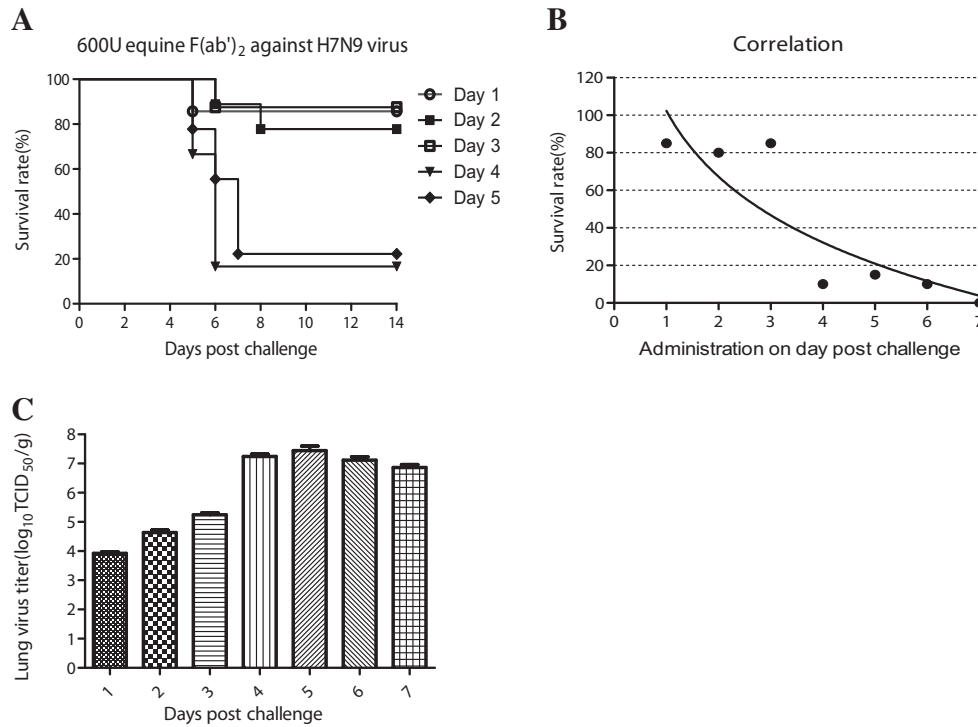 A
600U equine F(ab')2 against H7N9 virus
Survival rate(%)
100
80
60
40
20
0
0 2 4 6 8 10 12 14
Days post challenge
Day 1
Day 2
Day 3
Day 4
Day 5
B
Correlation
Survival rate(%)
120
100
80
60
40
20
0
0 1 2 3 4 5 6 7
Administration on day post challenge
C
Lung virus titer(log10TCID50/g)
8
7
6
5
4
3
2
1
0
1 2 3 4 5 6 7
Days post challenge